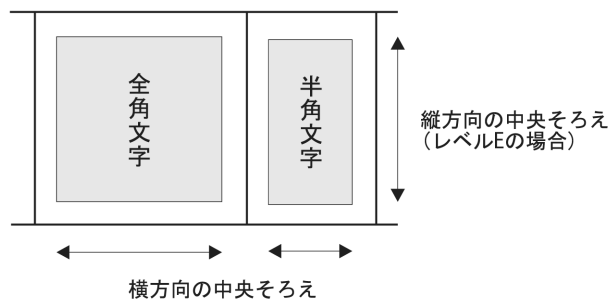 全角文字
半角文字
縦方向の中央そろえ
（レベルEの場合）
横方向の中央そろえ